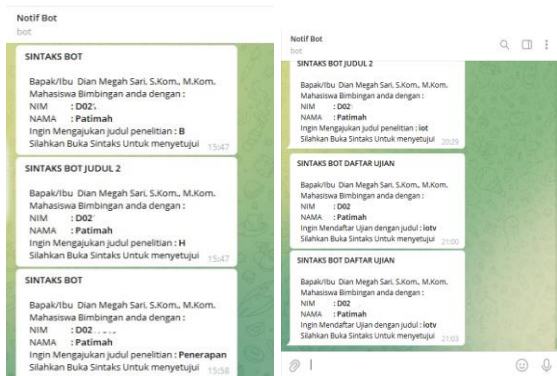 Notif Bot
bot
SINTAKS BOT
Bapak/Ibu Dian Megah Sari, S.Kom., M.Kom.
Mahasiswa Bimbingan anda dengan :
NIM : D02
NAMA : Patimah
Ingin Mengajukan judul penelitian : B
Silahkan Buka Sintaks Untuk menyetujui 15:47
SINTAKS BOT JUDUL 2
Bapak/Ibu Dian Megah Sari, S.Kom., M.Kom.
Mahasiswa Bimbingan anda dengan :
NIM : D02
NAMA : Patimah
Ingin Mengajukan judul penelitian : H
Silahkan Buka Sintaks Untuk menyetujui 15:47
SINTAKS BOT
Bapak/Ibu Dian Megah Sari, S.Kom., M.Kom.
Mahasiswa Bimbingan anda dengan :
NIM : D02
NAMA : Patimah
Ingin Mengajukan judul penelitian : Penerapan
Silahkan Buka Sintaks Untuk menyetujui 15:58
Notif Bot
bot
SINTAKS BOT JUDUL 2
Bapak/Ibu Dian Megah Sari, S.Kom., M.Kom.
Mahasiswa Bimbingan anda dengan :
NIM : D02
NAMA : Patimah
Ingin Mengajukan judul penelitian : iot
Silahkan Buka Sintaks Untuk menyetujui 20:29
SINTAKS BOT DAFTAR UJIAN
Bapak/Ibu Dian Megah Sari, S.Kom., M.Kom.
Mahasiswa Bimbingan anda dengan :
NIM : D02
NAMA : Patimah
Ingin Mendaftar Ujian dengan judul : iotv
Silahkan Buka Sintaks Untuk menyetujui 21:00
SINTAKS BOT DAFTAR UJIAN
Bapak/Ibu Dian Megah Sari, S.Kom., M.Kom.
Mahasiswa Bimbingan anda dengan :
NIM : D02
NAMA : Patimah
Ingin Mendaftar Ujian dengan judul : iotv
Silahkan Buka Sintaks Untuk menyetujui 21:03